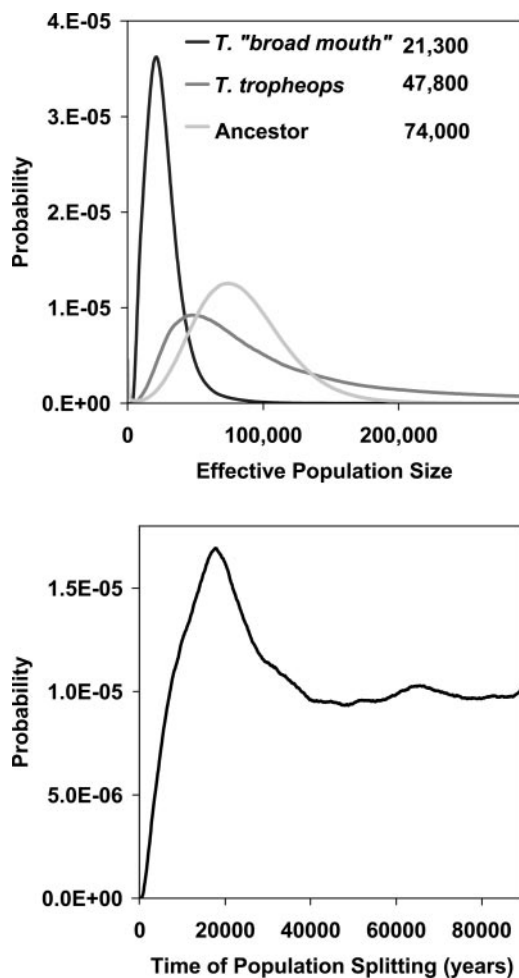 4.E-05
T. "broad mouth" 21,300
T. tropheops 47,800
Ancestor 74,000
3.E-05
2.E-05
1.E-05
0.E+00
Probability
0 100,000 200,000
Effective Population Size
1.5E-05
1.0E-05
5.0E-06
0.0E+00
Probability
0 20000 40000 60000 80000
Time of Population Splitting (years)